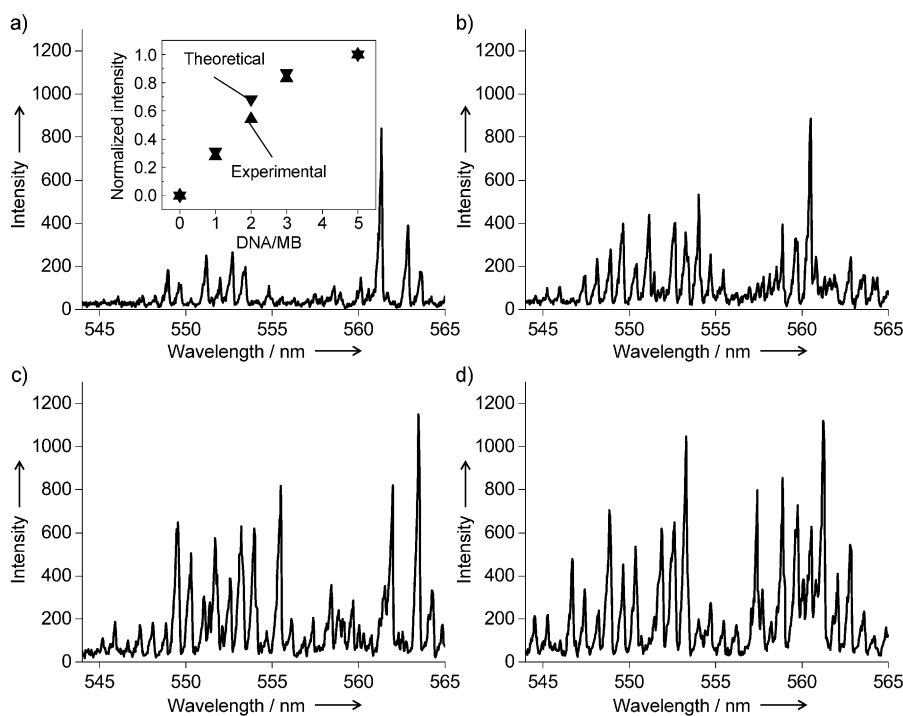 a)
1200
1000
800
600
400
200
0
545 550 555 560 565
Intensity
Wavelength / nm
1.0
0.8
0.6
0.4
0.2
0.0
0 1 2 3 4 5
Normalized intensity
DNA/MB
Theoretical
Experimental
b)
1200
1000
800
600
400
200
0
545 550 555 560 565
Intensity
Wavelength / nm
c)
1200
1000
800
600
400
200
0
545 550 555 560 565
Intensity
Wavelength / nm
d)
1200
1000
800
600
400
200
0
545 550 555 560 565
Intensity
Wavelength / nm